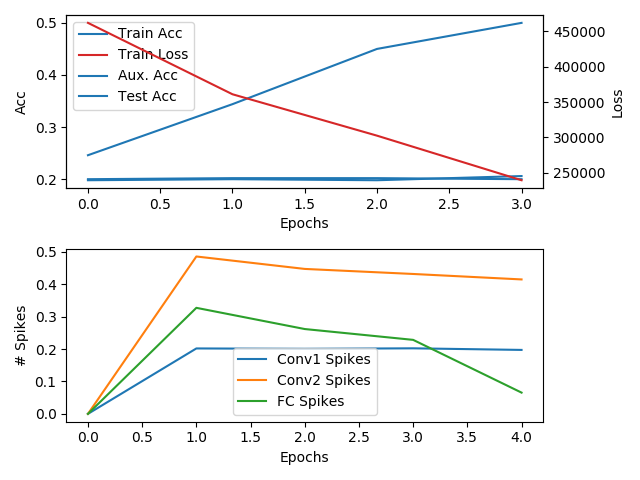 Train Acc
Train Loss
Aux. Acc
Test Acc
0.5
0.4
0.3
0.2
Acc
450000
400000
350000
300000
250000
Loss
0.0 0.5 1.0 1.5 2.0 2.5 3.0
Epochs
0.5
0.4
0.3
0.2
0.1
0.0
# Spikes
Conv1 Spikes
Conv2 Spikes
FC Spikes
0.0 0.5 1.0 1.5 2.0 2.5 3.0 3.5 4.0
Epochs